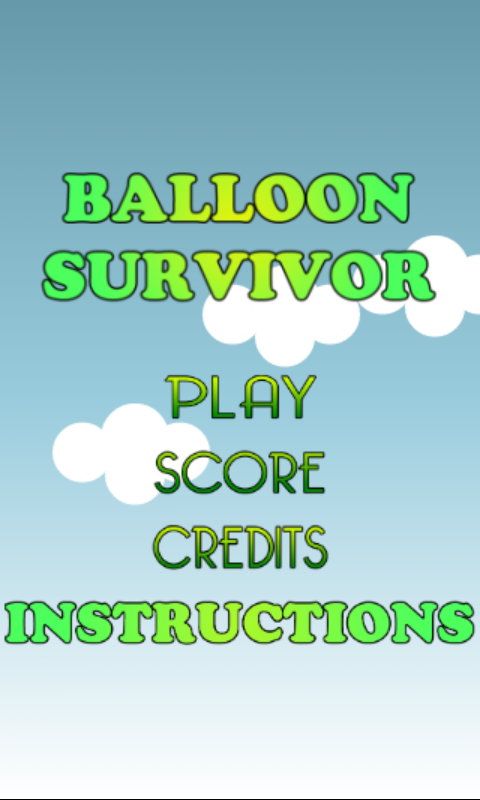 BALLOON
SURVIVOR
PLAY
SCORE
CREDITS
INSTRUCTIONS